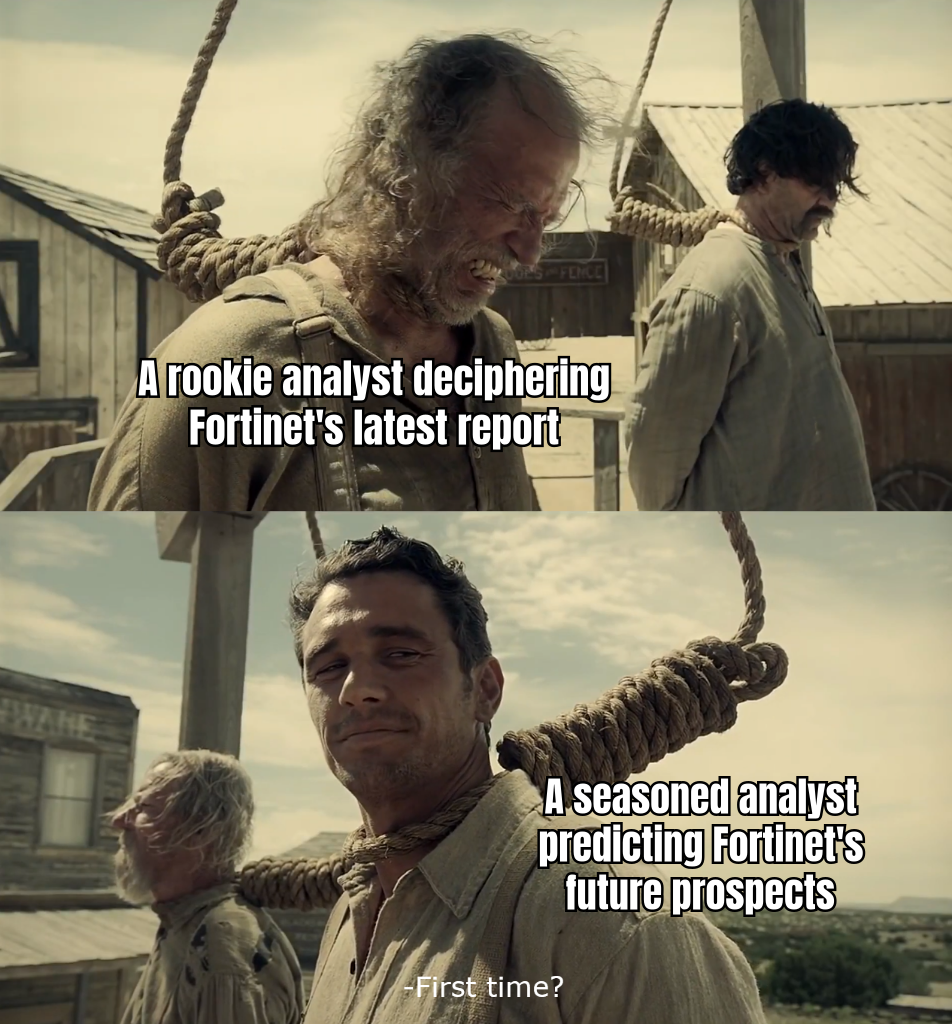 A rookie analyst deciphering
Fortinet's latest report
A seasoned analyst
predicting Fortinet's
future prospects
-First time?